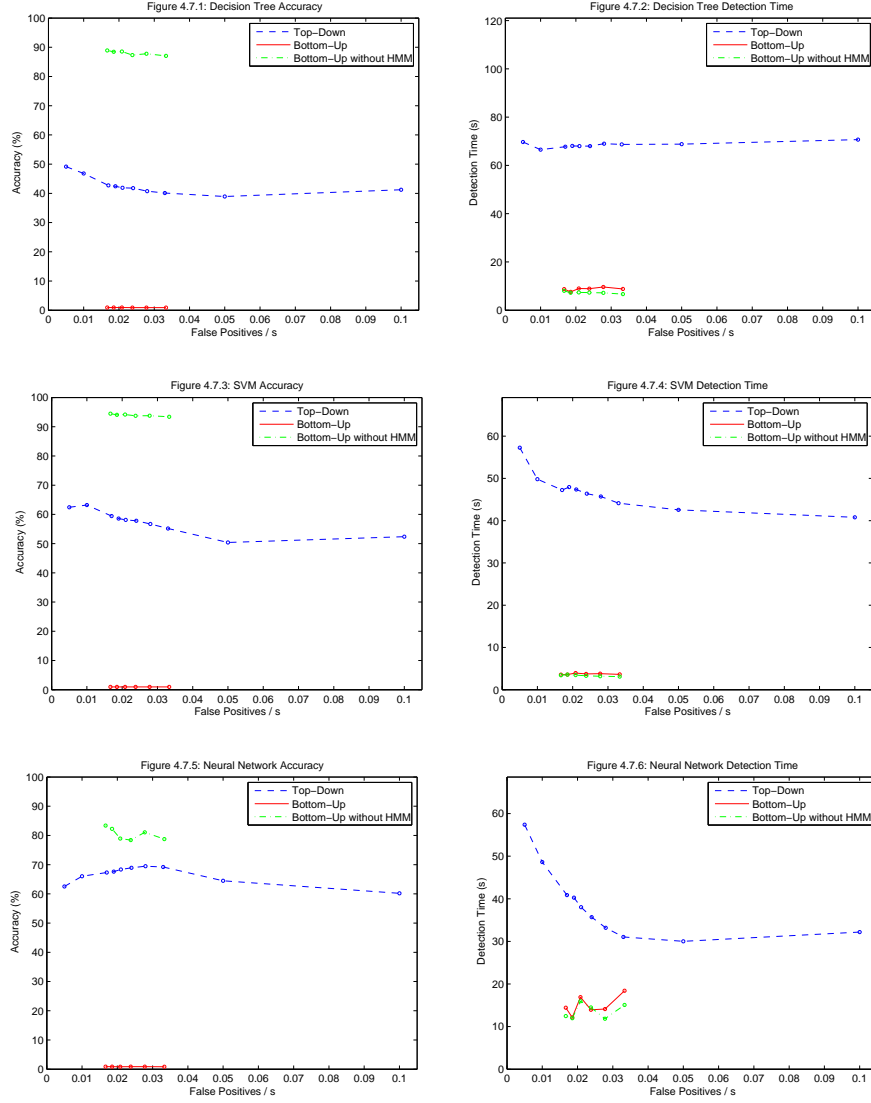 Figure 4.7.1: Decision Tree Accuracy
100
90
80
70
60
50
40
30
20
10
0
Accuracy (%)
Top−Down
Bottom−Up
Bottom−Up without HMM
0 0.01 0.02 0.03 0.04 0.05 0.06 0.07 0.08 0.09 0.1
False Positives / s
Figure 4.7.2: Decision Tree Detection Time
120
100
80
60
40
20
0
Detection Time (s)
Top−Down
Bottom−Up
Bottom−Up without HMM
0 0.01 0.02 0.03 0.04 0.05 0.06 0.07 0.08 0.09 0.1
False Positives / s
Figure 4.7.3: SVM Accuracy
100
90
80
70
60
50
40
30
20
10
0
Accuracy (%)
Top−Down
Bottom−Up
Bottom−Up without HMM
0 0.01 0.02 0.03 0.04 0.05 0.06 0.07 0.08 0.09 0.1
False Positives / s
Figure 4.7.4: SVM Detection Time
60
50
40
30
20
10
0
Detection Time (s)
Top−Down
Bottom−Up
Bottom−Up without HMM
0 0.01 0.02 0.03 0.04 0.05 0.06 0.07 0.08 0.09 0.1
False Positives / s
Figure 4.7.5: Neural Network Accuracy
100
90
80
70
60
50
40
30
20
10
0
Accuracy (%)
Top−Down
Bottom−Up
Bottom−Up without HMM
0 0.01 0.02 0.03 0.04 0.05 0.06 0.07 0.08 0.09 0.1
False Positives / s
Figure 4.7.6: Neural Network Detection Time
60
50
40
30
20
10
0
Detection Time (s)
Top−Down
Bottom−Up
Bottom−Up without HMM
0 0.01 0.02 0.03 0.04 0.05 0.06 0.07 0.08 0.09 0.1
False Positives / s